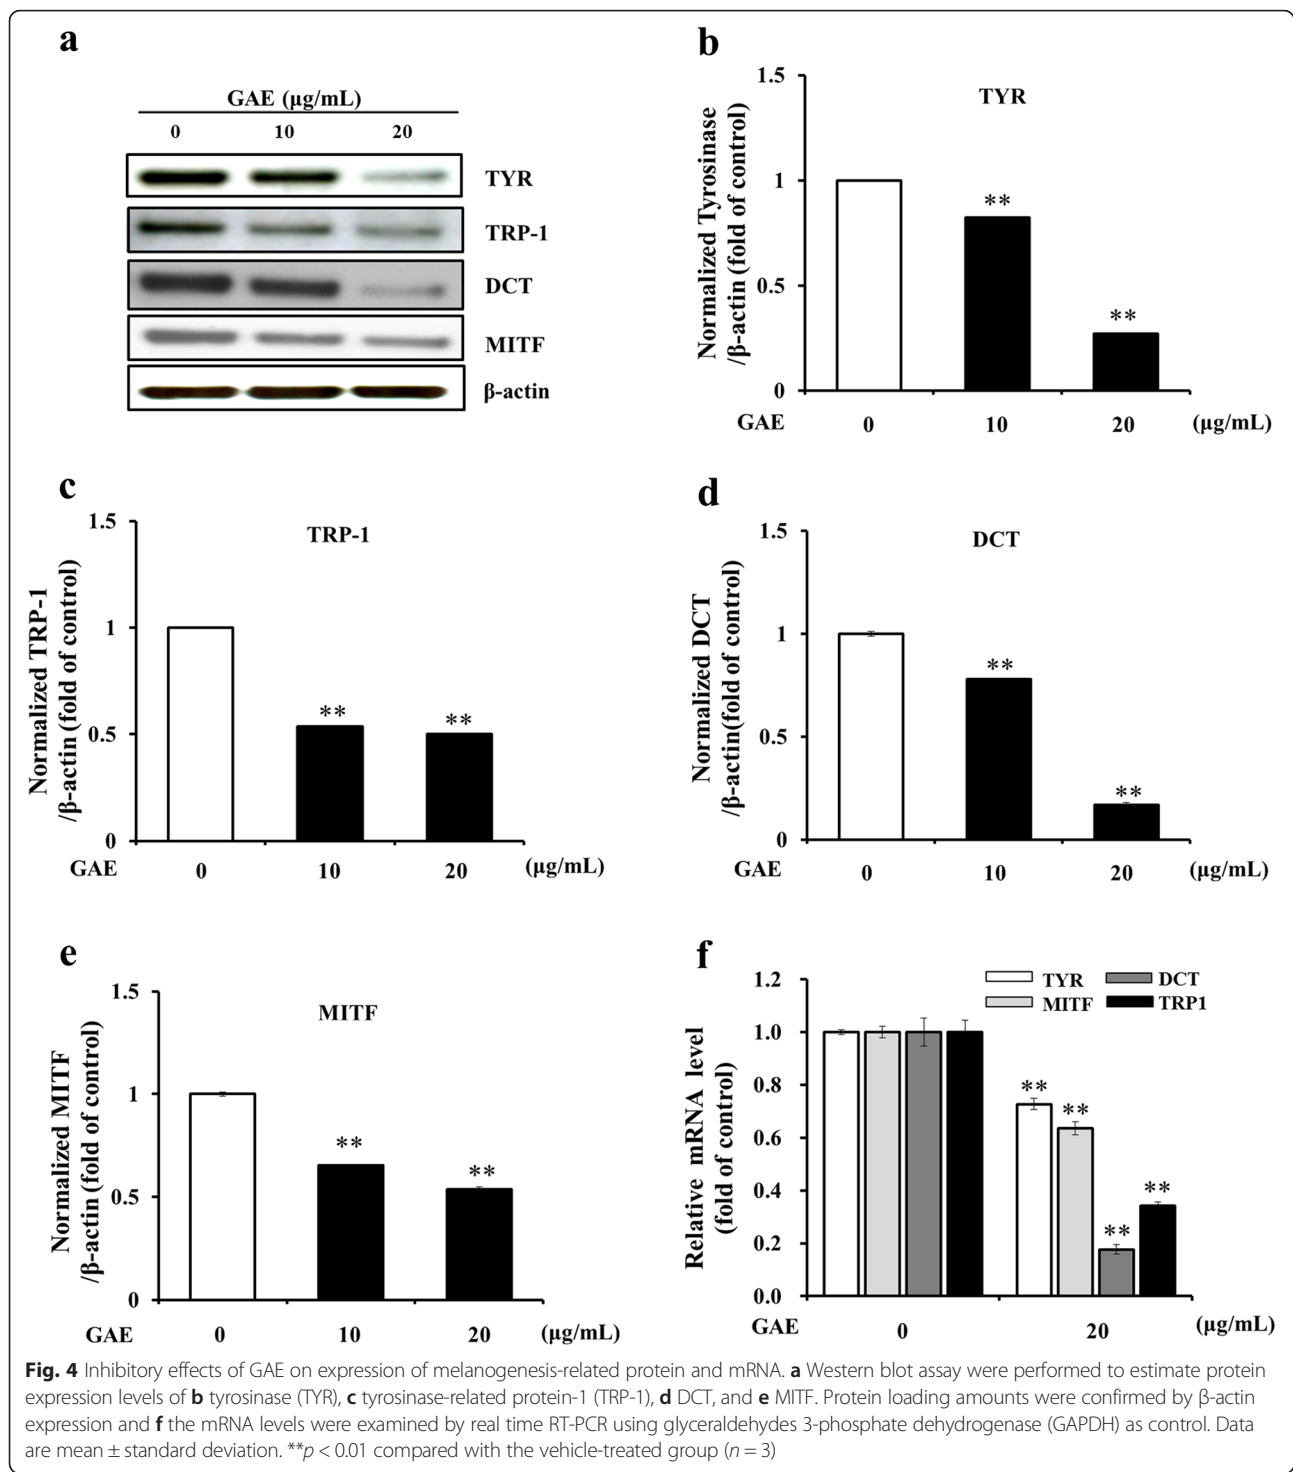 a
GAE (µg/mL)
0 10 20
TYR
TRP-1
DCT
MITF
β-actin
b
TYR
Normalized Tyrosinase
/β-actin (fold of control)
1.5
1
0.5
0
**
**
GAE 0 10 20 (µg/mL)
c
TRP-1
Normalized TRP-1
/β-actin (fold of control)
1.5
1
0.5
0
**
**
GAE 0 10 20 (µg/mL)
d
DCT
Normalized DCT
/β-actin(fold of control)
1.5
1
0.5
0
**
**
GAE 0 10 20 (µg/mL)
e
MITF
Normalized MITF
/β-actin (fold of control)
1.5
1
0.5
0
**
**
GAE 0 10 20 (µg/mL)
f
TYR DCT
MITF TRP1
Relative mRNA level
(fold of control)
1.2
1.0
0.8
0.6
0.4
0.2
0.0
**
**
**
**
GAE 0 20 (µg/mL)
Fig. 4 Inhibitory effects of GAE on expression of melanogenesis-related protein and mRNA. a Western blot assay were performed to estimate protein
expression levels of b tyrosinase (TYR), c tyrosinase-related protein-1 (TRP-1), d DCT, and e MITF. Protein loading amounts were confirmed by β-actin
expression and f the mRNA levels were examined by real time RT-PCR using glyceraldehydes 3-phosphate dehydrogenase (GAPDH) as control. Data
are mean ± standard deviation. **p < 0.01 compared with the vehicle-treated group (n = 3)